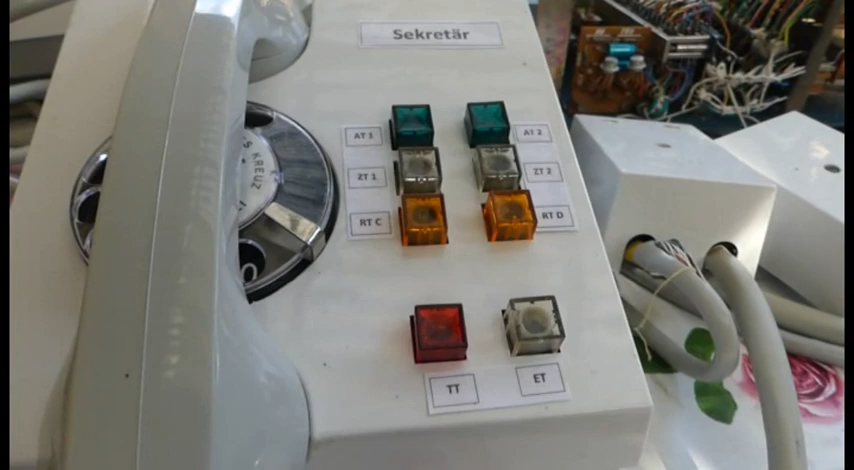 Sekretär
AT 1
AT 2
ZT 1
ZT 2
RT C
RT D
TT
ET
KREUZ